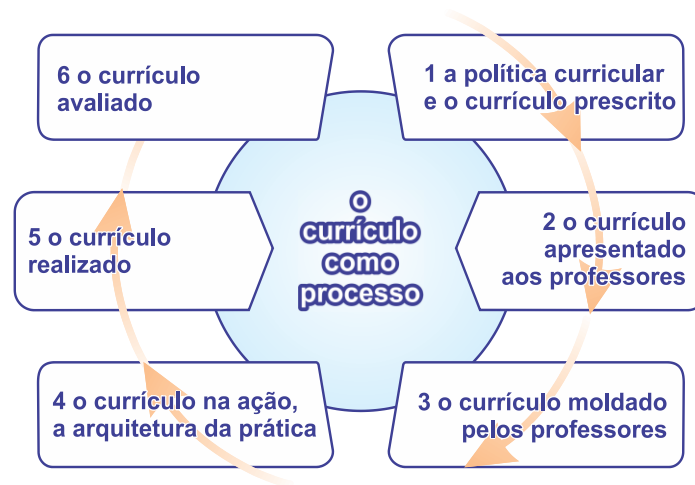 o
currículo
como
processo
1 a política curricular
e o currículo prescrito
2 o currículo
apresentado
aos professores
3 o currículo moldado
pelos professores
4 o currículo na ação,
a arquitetura da prática
5 o currículo
realizado
6 o currículo
avaliado